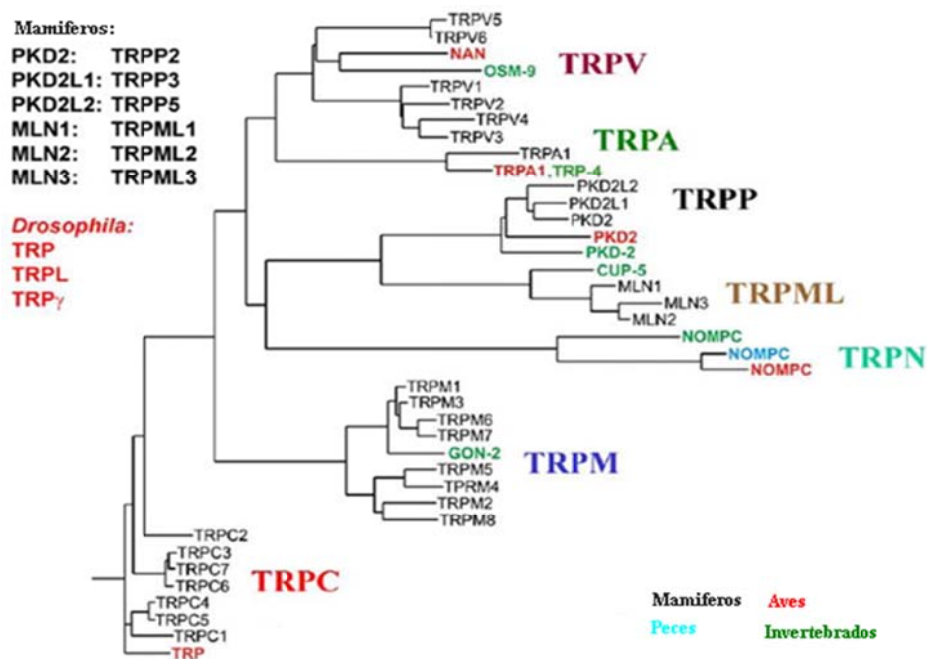 Mamiferos:
PKD2: TRPP2
PKD2L1: TRPP3
PKD2L2: TRPP5
MLN1: TRPML1
MLN2: TRPML2
MLN3: TRPML3
Drosophila:
TRP
TRPL
TRPγ
TRPV5
TRPV6
NAN
OSM-9
TRPV
TRPV1
TRPV2
TRPV4
TRPV3
TRPA
TRPA1
TRPA1,TRP-4
PKD2L2
TRPP
PKD2L1
PKD2
PKD2
PKD-2
CUP-5
MLN1
TRPML
MLN3
MLN2
NOMPC
NOMPC
TRPN
NOMPC
TRPM1
TRPM3
TRPM6
TRPM7
GON-2
TRPM
TRPM5
TPRM4
TRPM2
TRPM8
TRPC2
TRPC3
TRPC7
TRPC
TRPC6
TRPC4
TRPC5
TRPC1
TRP
Mamiferos Aves
Peces Invertebrados